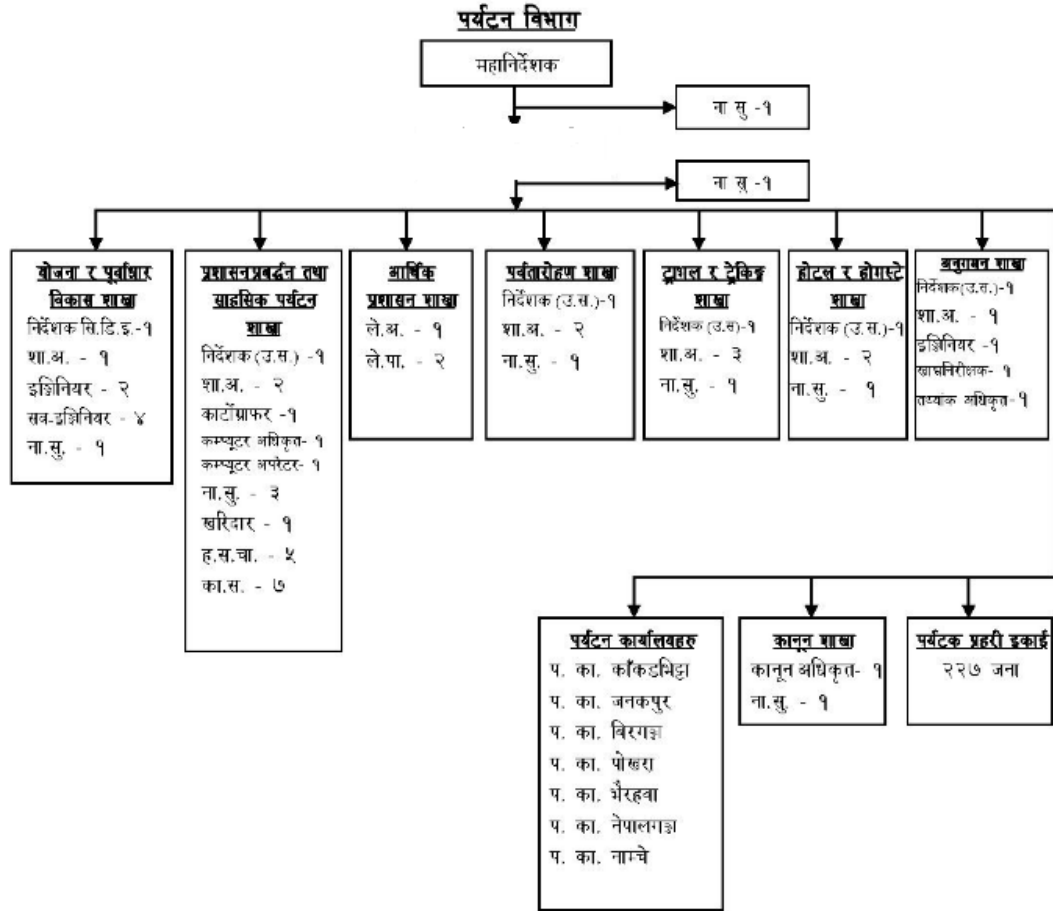 पर्यटन विभाग
महानिर्देशक
ना सु -१
ना सु -१
योजना र पूर्वाधार
विकास शाखा
निर्देशक सि.डि.इ.-१
शा.अ. - १
इञ्जिनियर - २
सव-इञ्जिनियर - ४
ना.सु. - १
प्रशासन प्रबर्द्धन तथा
साहसिक पर्यटन
शाखा
निर्देशक (उ.स.) -१
शा.अ. - २
कार्टोग्राफर -१
कम्प्यूटर अधिकृत- १
कम्प्यूटर अपरेटर- १
ना.सु. - ३
खरिदार - १
ह.स.चा. - ५
का.स. - ७
आर्थिक
प्रशासन शाखा
ले.अ. - १
ले.पा. - २
पर्वतारोहण शाखा
निर्देशक (उ.स.)-१
शा.अ. - २
ना.सु. - १
ट्राभल र ट्रेकिङ्ग
शाखा
निर्देशक (उ.स)-१
शा.अ. - ३
ना.सु. - १
होटल र होमस्टे
शाखा
निर्देशक (उ.स.)-१
शा.अ. - २
ना.सु. - १
अनुगमन शाखा
निर्देशक(उ.स.)-१
शा.अ. - १
इञ्जिनियर -१
खाद्यनिरीक्षक- १
तथ्यांक अधिकृत-१
पर्यटन कार्यालयहरु
प. का. काँकडभिट्टा
प. का. जनकपुर
प. का. बिरगञ्ज
प. का. पोखरा
प. का. भैरहवा
प. का. नेपालगञ्ज
प. का. नाम्चे
कानून शाखा
कानून अधिकृत- १
ना.सु. - १
पर्यटक प्रहरी इकाई
२२७ जना